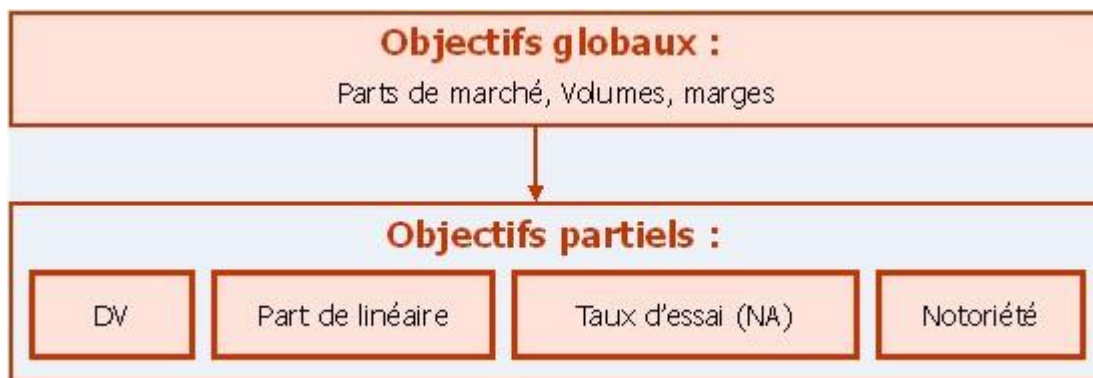 Objectifs globaux :
Parts de marché, Volumes, marges
Objectifs partiels :
DV
Part de linéaire
Taux d'essai (NA)
Notoriété